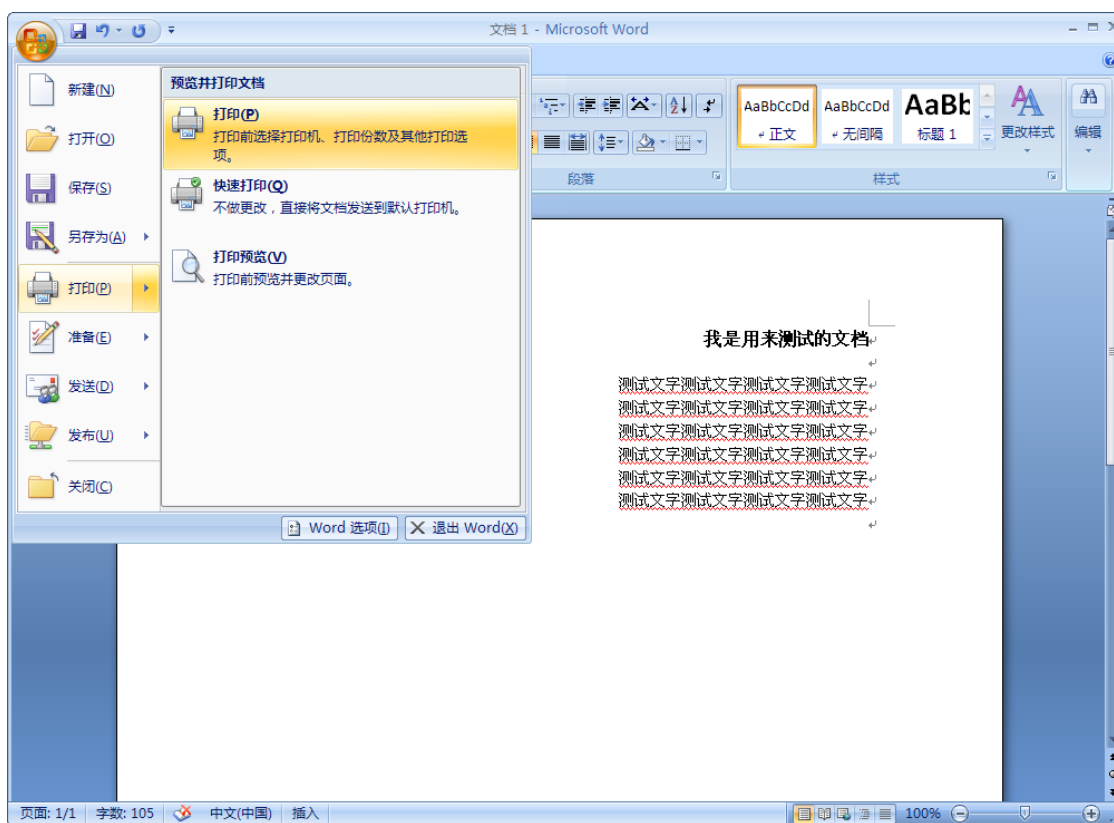 文档 1 - Microsoft Word
新建(N)
打开(O)
保存(S)
另存为(A)
打印(P)
准备(E)
发送(D)
发布(U)
关闭(C)
预览并打印文档
打印(P)
打印前选择打印机、打印份数及其他打印选
项。
快速打印(Q)
不做更改，直接将文档发送到默认打印机。
打印预览(V)
打印前预览并更改页面。
Word 选项(I)
退出 Word(X)
AaBbCcDd
正文
AaBbCcDd
无间隔
AaBb
标题 1
更改样式
编辑
段落
样式
我是用来测试的文档
测试文字测试文字测试文字测试文字
测试文字测试文字测试文字测试文字
测试文字测试文字测试文字测试文字
测试文字测试文字测试文字测试文字
测试文字测试文字测试文字测试文字
测试文字测试文字测试文字测试文字
页面: 1/1
字数: 105
中文(中国)
插入
100%